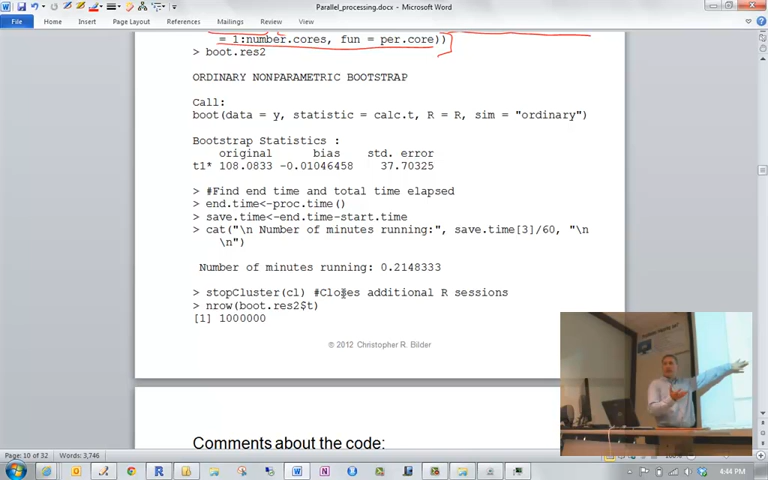 Parallel_processing.docx - Microsoft Word
File Home Insert Page Layout References Mailings Review View
= 1:number.cores, fun = per.core))
> boot.res2
ORDINARY NONPARAMETRIC BOOTSTRAP
Call:
boot(data = y, statistic = calc.t, R = R, sim = "ordinary")
Bootstrap Statistics :
original bias std. error
t1* 108.0833 -0.01046458 37.70325
> #Find end time and total time elapsed
> end.time<-proc.time()
> save.time<-end.time-start.time
> cat("\n Number of minutes running:", save.time[3]/60, "\n
\n")
Number of minutes running: 0.2148333
> stopCluster(cl) #Closes additional R sessions
> nrow(boot.res2$t)
[1] 1000000
© 2012 Christopher R. Bilder
Comments about the code:
Page: 10 of 32 Words: 3,746
4:44 PM